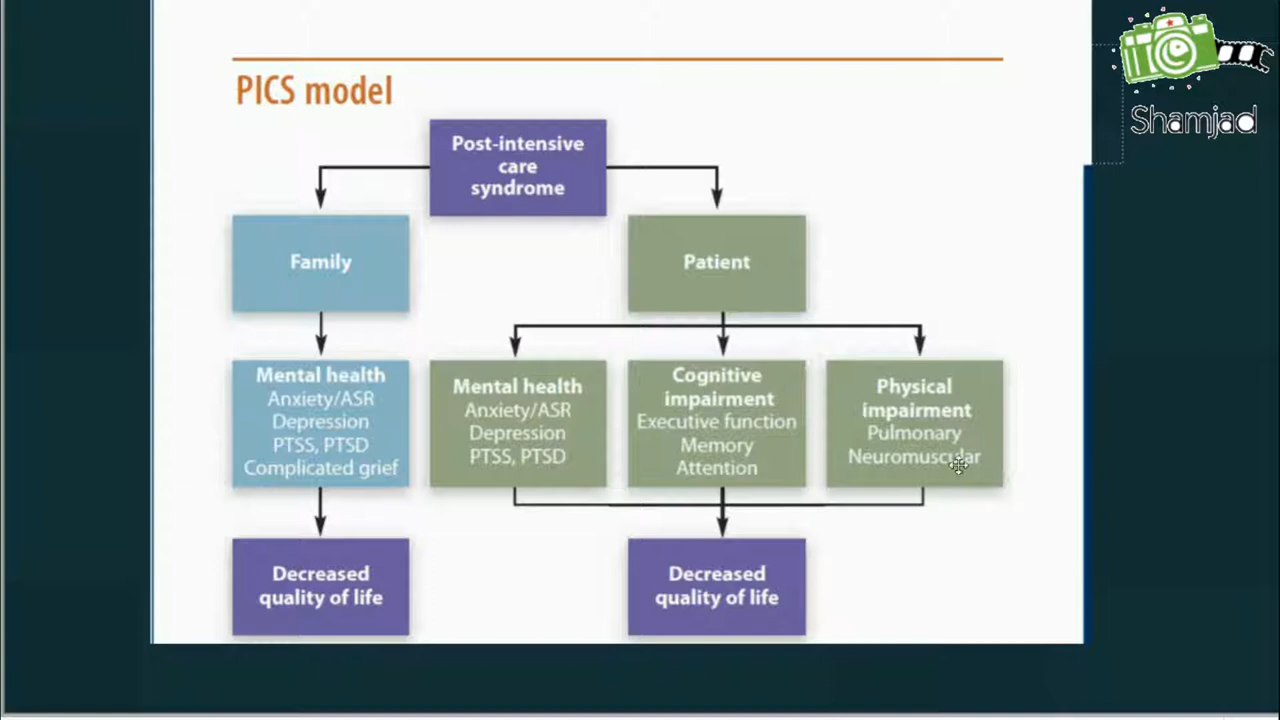 PICS model
Post-intensive
care
syndrome
Family
Patient
Mental health
Anxiety/ASR
Depression
PTSS, PTSD
Complicated grief
Mental health
Anxiety/ASR
Depression
PTSS, PTSD
Cognitive
impairment
Executive function
Memory
Attention
Physical
impairment
Pulmonary
Neuromuscular
Decreased
quality of life
Decreased
quality of life
Shamjad